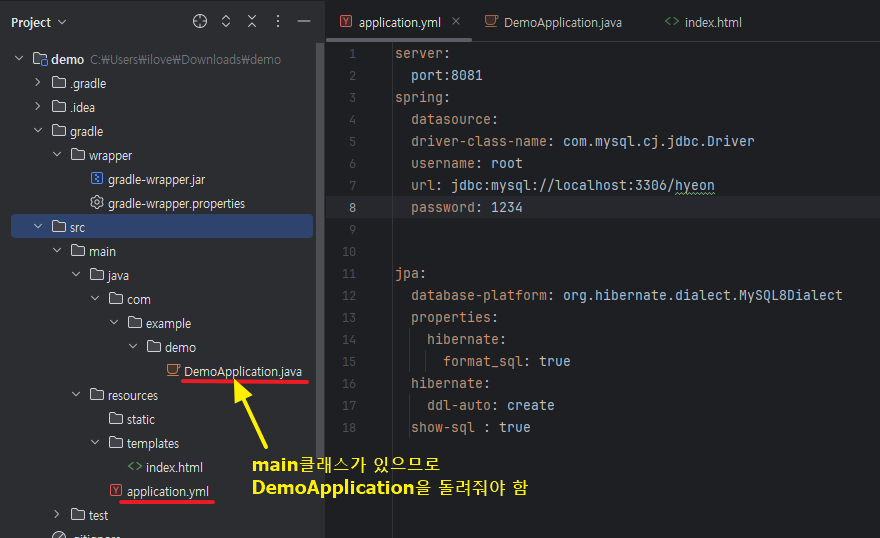 Project
application.yml
DemoApplication.java
index.html
demo C:₩Users₩ilove₩Downloads₩demo
.gradle
.idea
gradle
wrapper
gradle-wrapper.jar
gradle-wrapper.properties
src
main
java
com
example
demo
DemoApplication.java
resources
static
templates
index.html
application.yml
test
.gitignore
main클래스가 있으므로
DemoApplication을 돌려줘야 함
1 server:
2 port:8081
3 spring:
4 datasource:
5 driver-class-name: com.mysql.cj.jdbc.Driver
6 username: root
7 url: jdbc:mysql://localhost:3306/hyeon
8 password: 1234
9
10
11 jpa:
12 database-platform: org.hibernate.dialect.MySQL8Dialect
13 properties:
14 hibernate:
15 format_sql: true
16 hibernate:
17 ddl-auto: create
18 show-sql : true